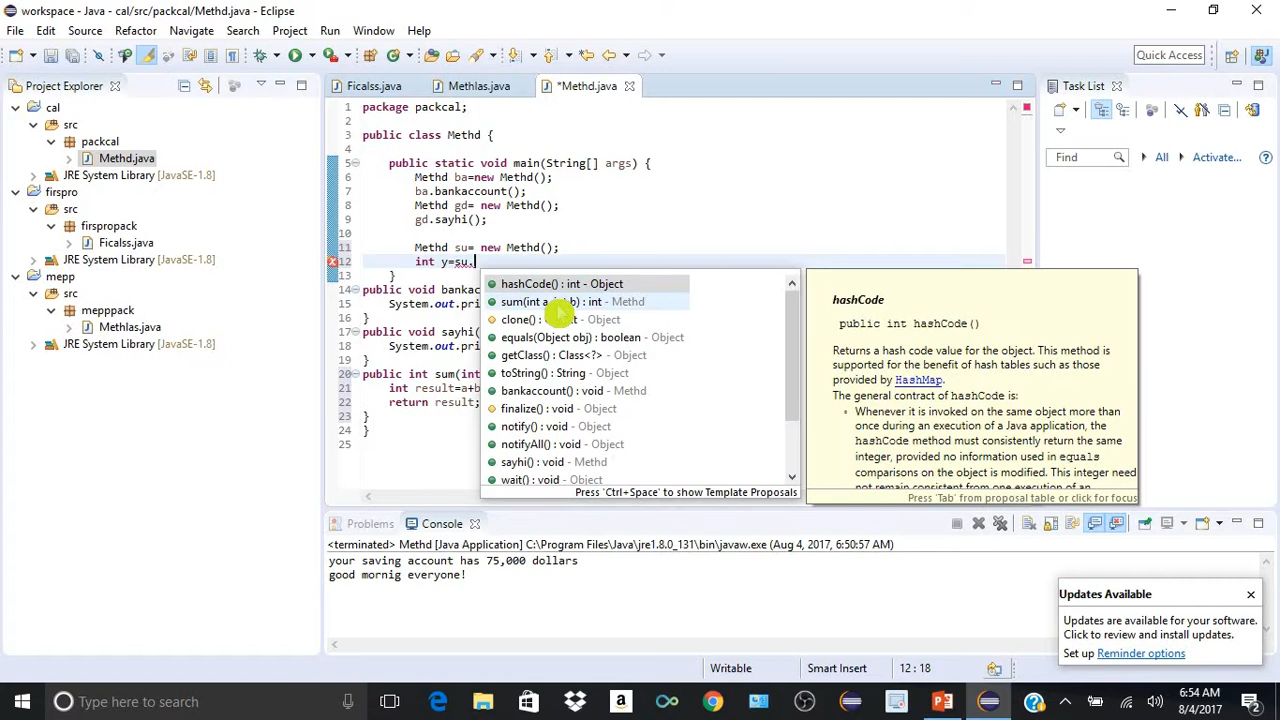 workspace - Java - cal/src/packcal/Methd.java - Eclipse
File Edit Source Refactor Navigate Search Project Run Window Help
Quick Access
Project Explorer
cal
src
packcal
Methd.java
JRE System Library [JavaSE-1.8]
firspro
src
firspropack
Ficalss.java
JRE System Library [JavaSE-1.8]
mepp
src
mepppack
Methlas.java
JRE System Library [JavaSE-1.8]
Ficalss.java Methlas.java *Methd.java
1 package packcal;
2
3 public class Methd {
4
5 public static void main(String[] args) {
6 Methd ba=new Methd();
7 ba.bankaccount();
8 Methd gd= new Methd();
9 gd.sayhi();
10
11 Methd su= new Methd();
12 int y=su.
13 }
14 public void bankac
15 System.out.pri
16 }
17 public void sayhi(
18 System.out.pri
19 }
20 public int sum(int
21 int result=a+b
22 return result;
23 }
24 }
25
hashCode() : int - Object
sum(int a, int b) : int - Methd
clone() : - Object
equals(Object obj) : boolean - Object
getClass() : Class<?> - Object
toString() : String - Object
bankaccount() : void - Methd
finalize() : void - Object
notify() : void - Object
notifyAll() : void - Object
sayhi() : void - Methd
wait() : void - Object
Press 'Ctrl+Space' to show Template Proposals
hashCode
public int hashCode()
Returns a hash code value for the object. This method is
supported for the benefit of hash tables such as those
provided by HashMap.
The general contract of hashCode is:
• Whenever it is invoked on the same object more than
once during an execution of a Java application, the
hashCode method must consistently return the same
integer, provided no information used in equals
comparisons on the object is modified. This integer need
not remain consistent from one execution of an
Press 'Tab' from proposal table or click for focus
Task List
Find All Activate...
Problems Console
<terminated> Methd [Java Application] C:\Program Files\Java\jre1.8.0_131\bin\javaw.exe (Aug 4, 2017, 6:50:57 AM)
your saving account has 75,000 dollars
good mornig everyone!
Updates Available
Updates are available for your software.
Click to review and install updates.
Set up Reminder options
Writable Smart Insert 12 : 18
Type here to search
6:54 AM
8/4/2017